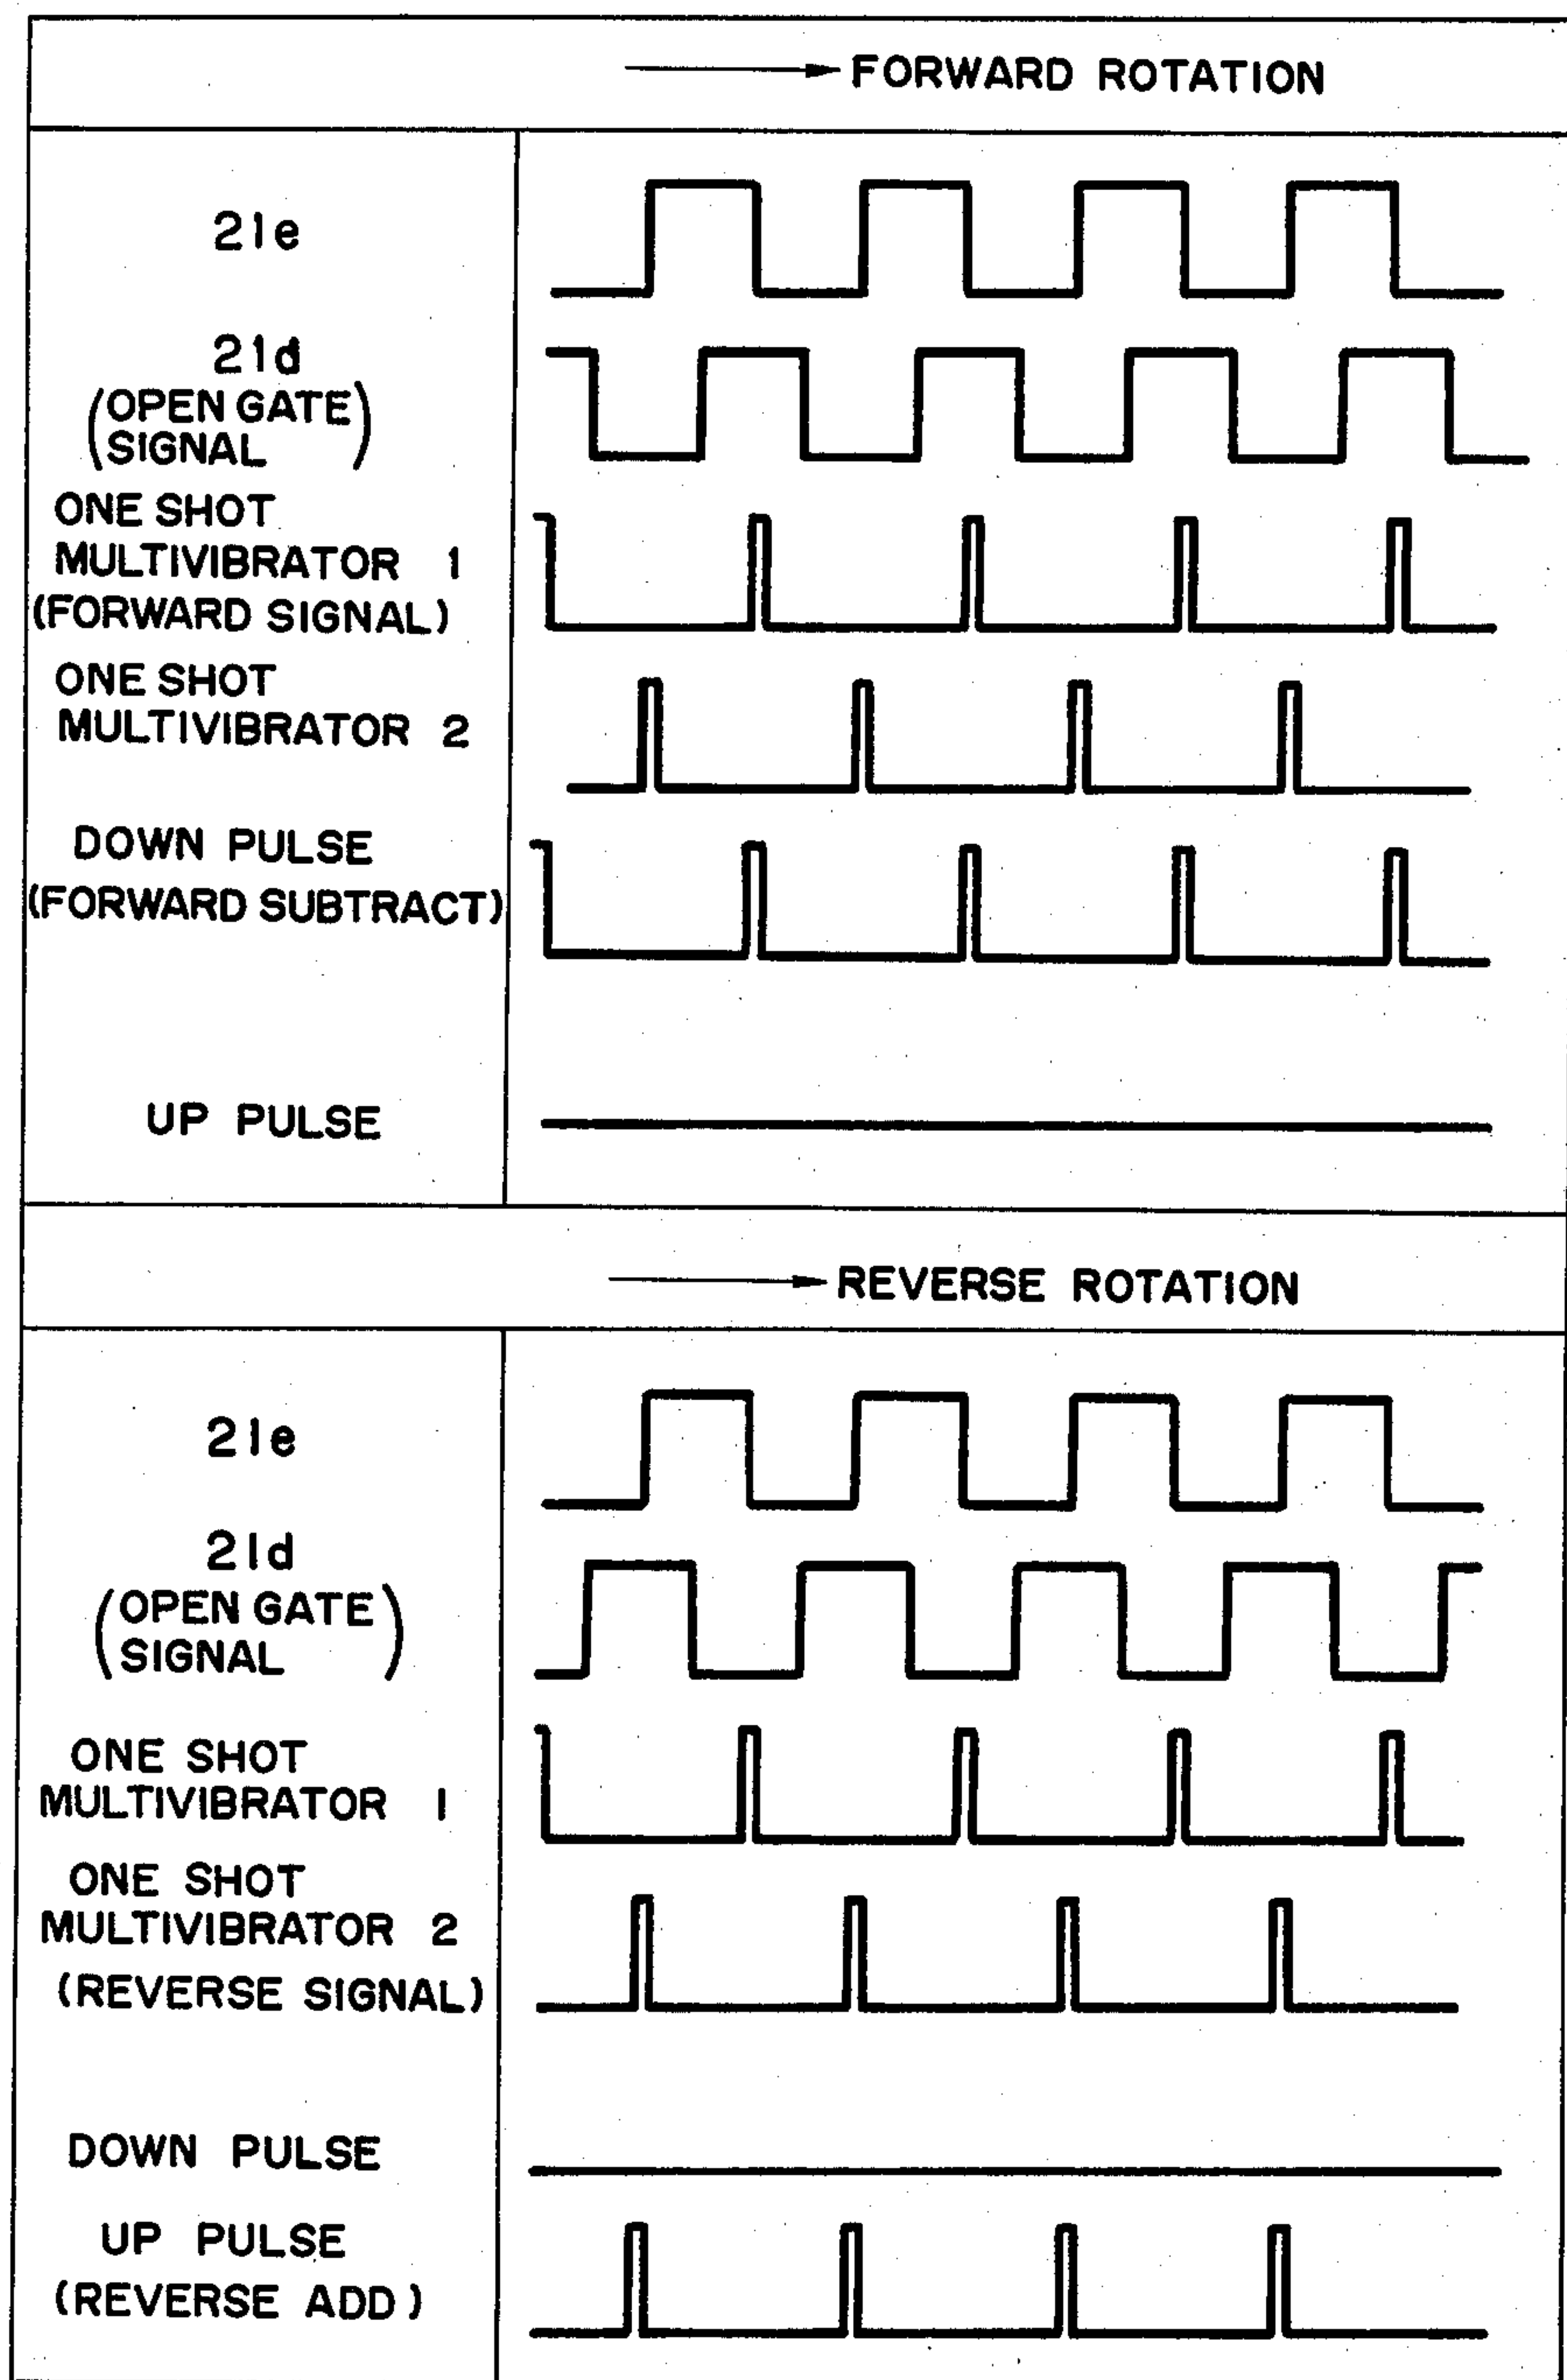 FORWARD ROTATION
21e
21d
(OPEN GATE
SIGNAL)
ONE SHOT
MULTIVIBRATOR 1
(FORWARD SIGNAL)
ONE SHOT
MULTIVIBRATOR 2
DOWN PULSE
(FORWARD SUBTRACT)
UP PULSE
REVERSE ROTATION
21e
21d
(OPEN GATE
SIGNAL)
ONE SHOT
MULTIVIBRATOR 1
ONE SHOT
MULTIVIBRATOR 2
(REVERSE SIGNAL)
DOWN PULSE
UP PULSE
(REVERSE ADD)